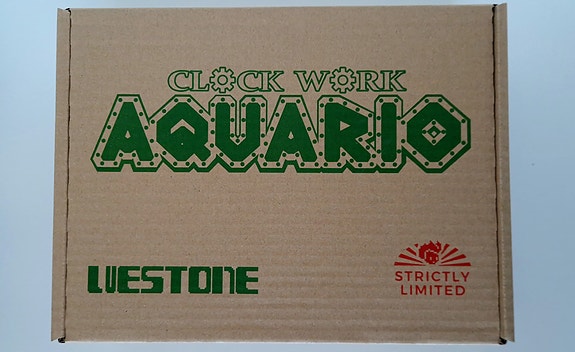 CLOCK WORK
AQUARIO
WESTONE
STRICTLY
LIMITED